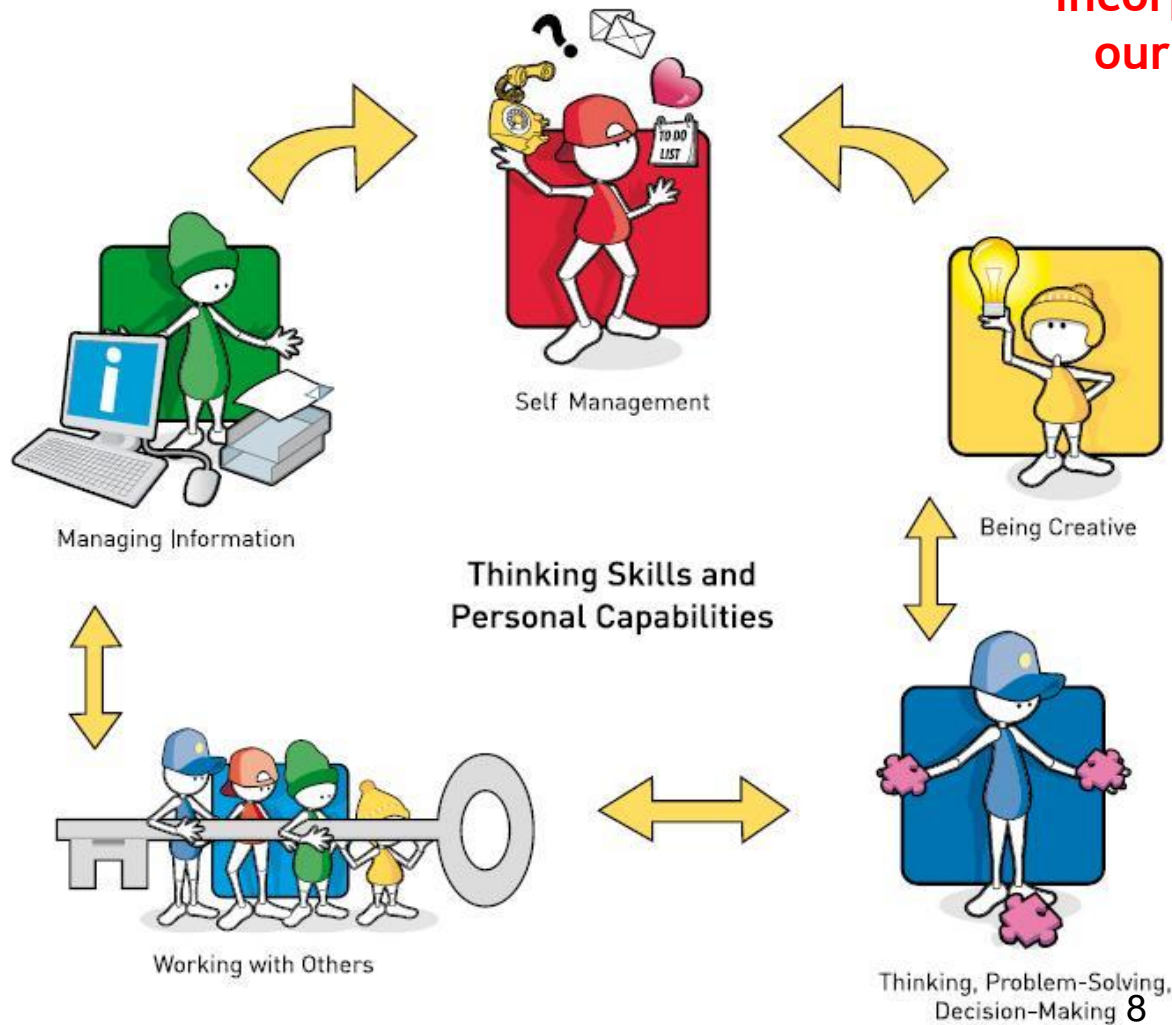 our
TO DO
LIST
Self Management
i
Managing Information
Being Creative
Thinking Skills and
Personal Capabilities
Working with Others
Thinking, Problem-Solving,
Decision-Making 8